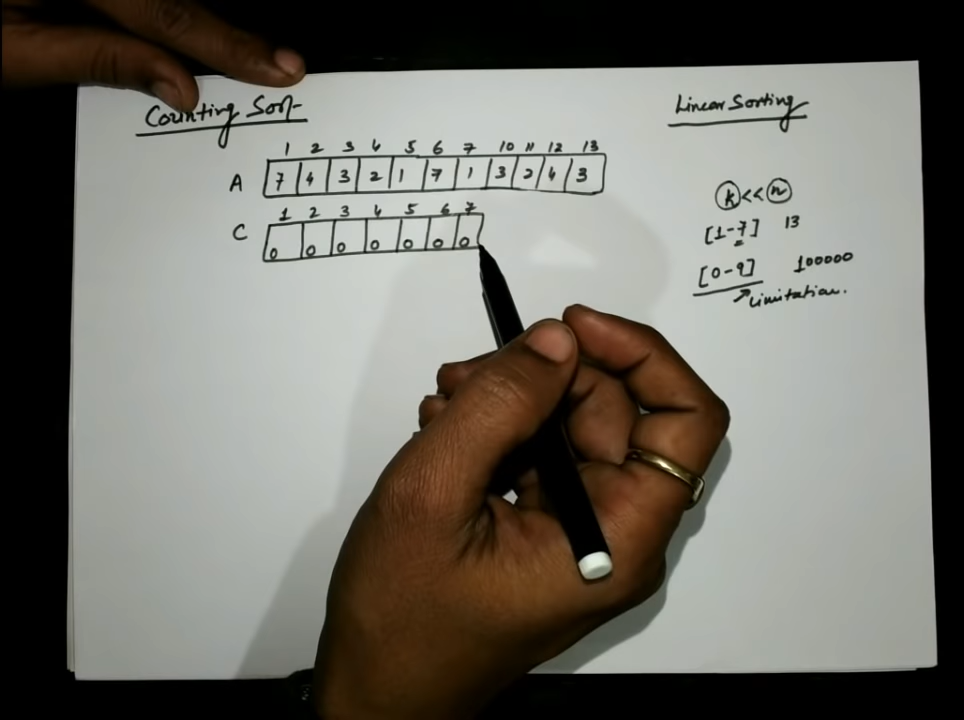 Counting Sort
Linear Sorting
1 2 3 4 5 6 7 10 11 12 13
A 7 4 3 2 1 7 1 3 2 4 3
1 2 3 4 5 6 7
C 0 0 0 0 0 0 0
k << n
[1-7] 13
[0-9] 100000
limitation.